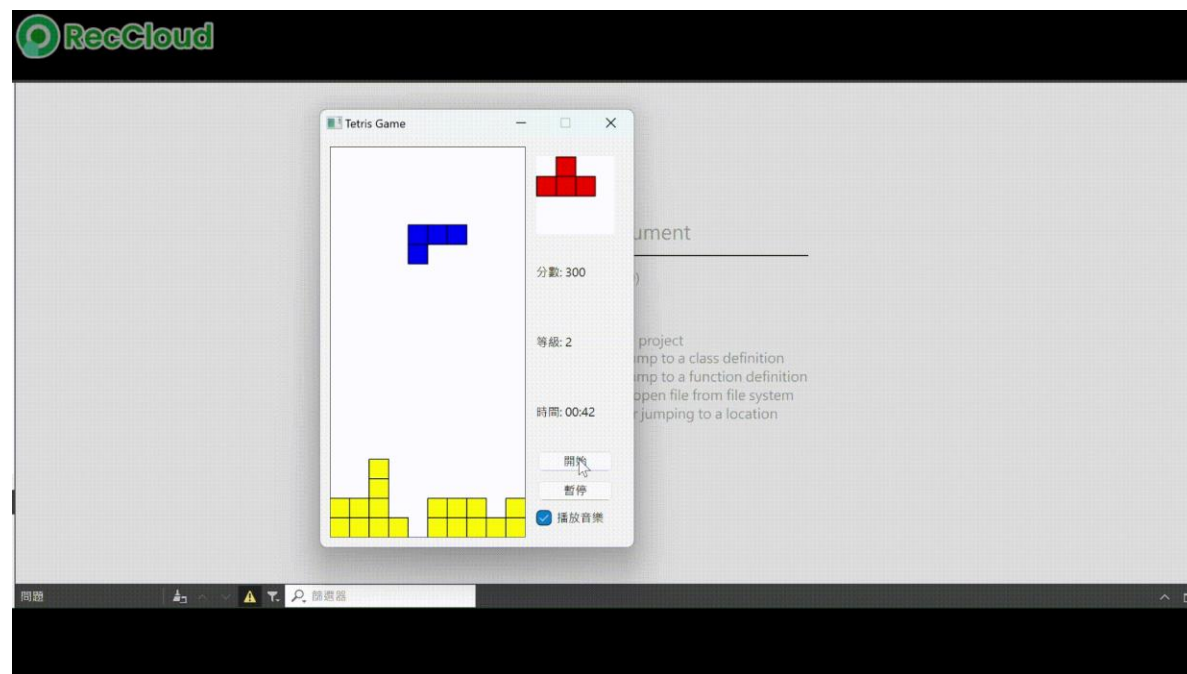 RecCloud
Tetris Game
ument
分數: 300
)
等級: 2
project
ump to a class definition
ump to a function definition
open file from file system
r jumping to a location
時間: 00:42
開始
暫停
播放音樂
問題
篩選器